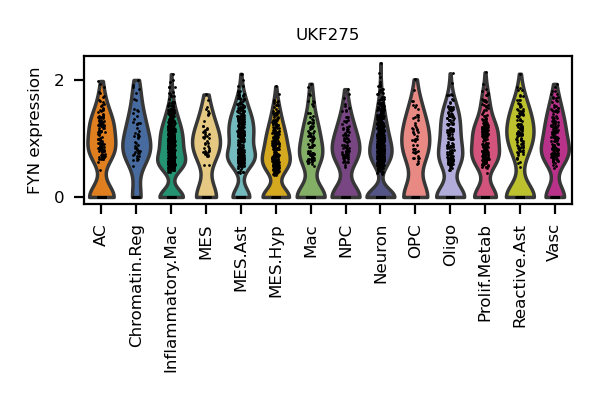 UKF275
FYN expression
2
0
AC
Chromatin.Reg
Inflammatory.Mac
MES
MES.Ast
MES.Hyp
Mac
NPC
Neuron
OPC
Oligo
Prolif.Metab
Reactive.Ast
Vasc